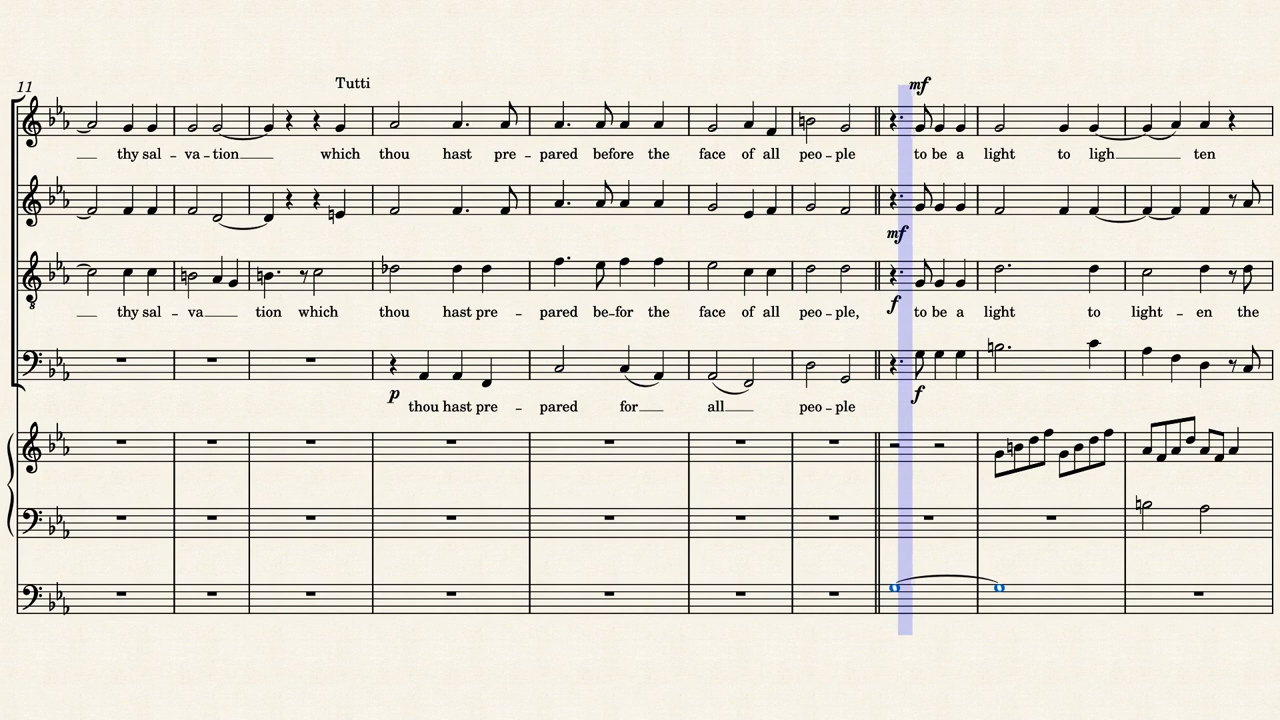 11
Tutti
mf
thy sal - va - tion which thou hast pre - pared before the face of all peo - ple to be a light to ligh ten
mf
f
thy sal - va tion which thou hast pre - pared be - for the face of all peo - ple, to be a light to light - en the
p
f
thou hast pre - pared for all peo - ple